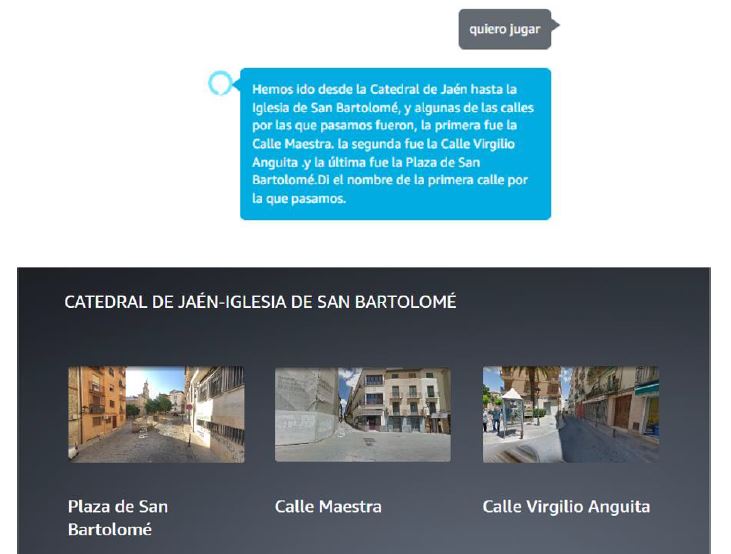 quiero jugar
Hemos ido desde la Catedral de Jaén hasta la
Iglesia de San Bartolomé, y algunas de las calles
por las que pasamos fueron, la primera fue la
Calle Maestra. la segunda fue la Calle Virgilio
Anguita .y la última fue la Plaza de San
Bartolomé.Di el nombre de la primera calle por
la que pasamos.
CATEDRAL DE JAÉN-IGLESIA DE SAN BARTOLOMÉ
Plaza de San
Bartolomé
Calle Maestra
Calle Virgilio Anguita